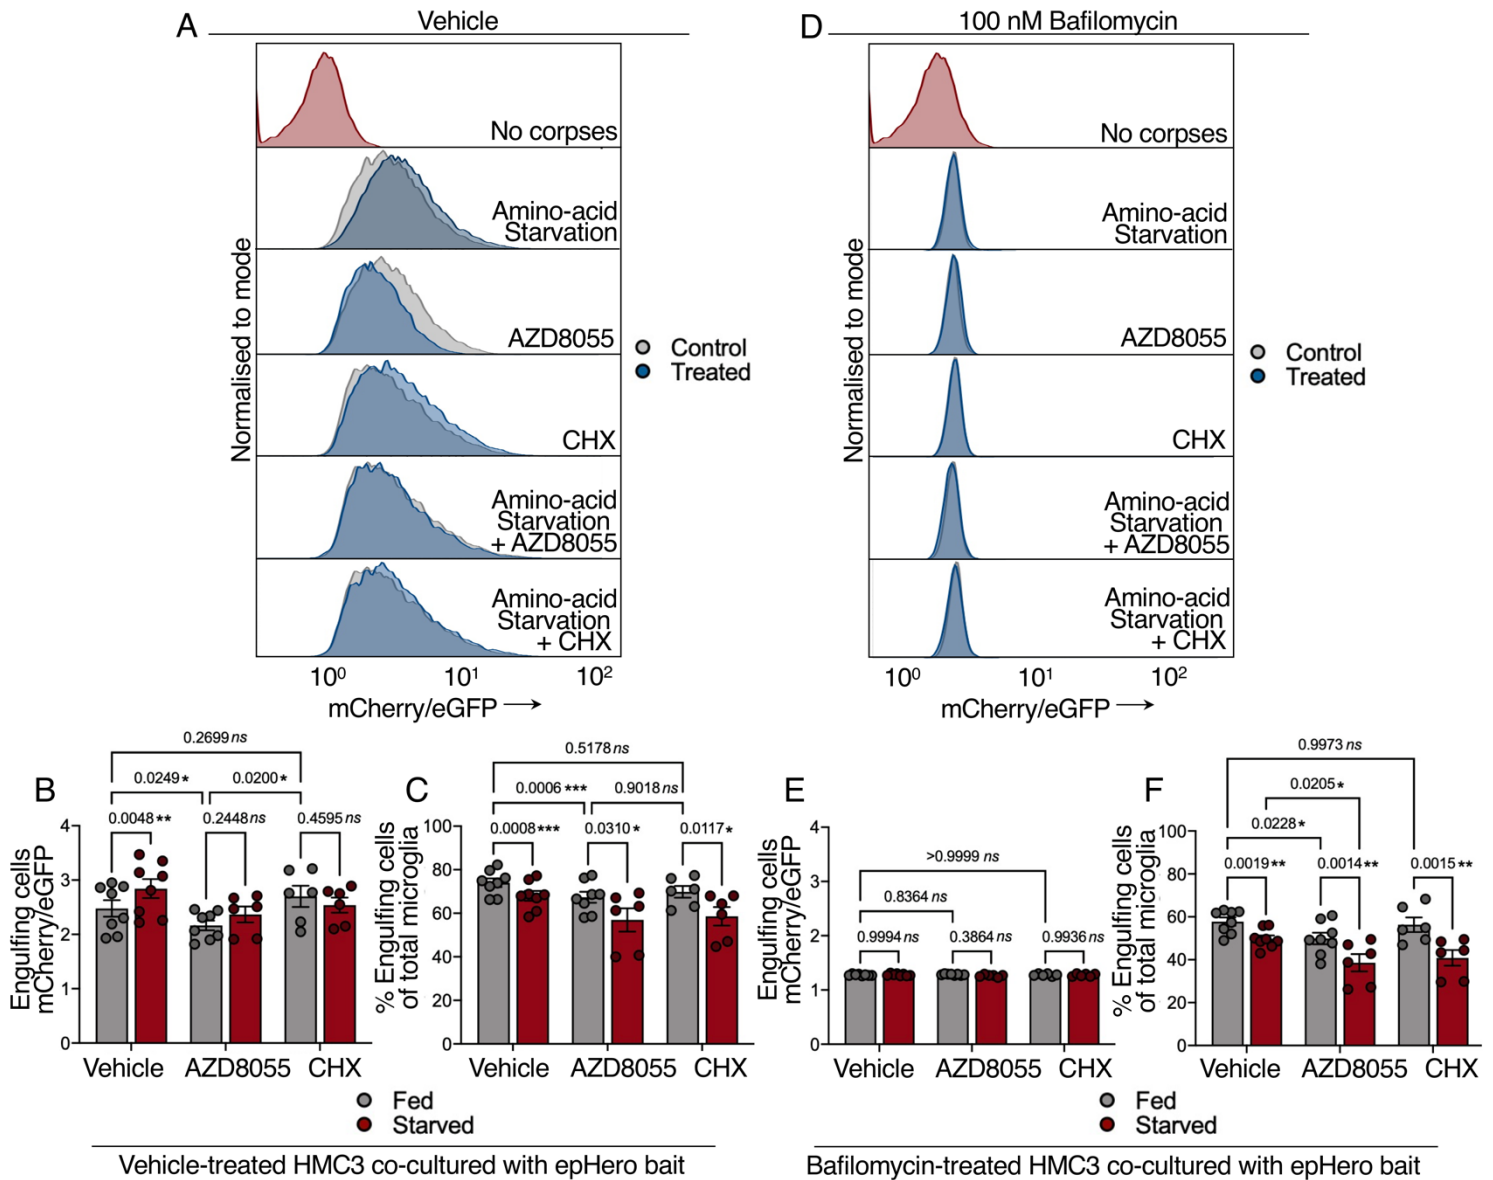 A
Vehicle
No corpses
Amino-acid
Starvation
AZD8055
CHX
Amino-acid
Starvation
+ AZD8055
Amino-acid
Starvation
+ CHX
Normalised to mode
Control
Treated
10⁰ 10¹ 10²
mCherry/eGFP
D
100 nM Bafilomycin
No corpses
Amino-acid
Starvation
AZD8055
CHX
Amino-acid
Starvation
+ AZD8055
Amino-acid
Starvation
+ CHX
Normalised to mode
Control
Treated
10⁰ 10¹ 10²
mCherry/eGFP
B
0.2699 ns
0.0249 * 0.0200 *
0.0048 ** 0.2448 ns 0.4595 ns
Engulfing cells
mCherry/eGFP
4
3
2
1
0
Vehicle AZD8055 CHX
C
0.5178 ns
0.0006 *** 0.9018 ns
0.0008 *** 0.0310 * 0.0117 *
% Engulfing cells
of total microglia
100
80
60
40
20
0
Vehicle AZD8055 CHX
Fed
Starved
Vehicle-treated HMC3 co-cultured with epHero bait
E
>0.9999 ns
0.8364 ns
0.9994 ns 0.3864 ns 0.9936 ns
Engulfing cells
mCherry/eGFP
4
3
2
1
0
Vehicle AZD8055 CHX
F
0.9973 ns
0.0205 *
0.0228 *
0.0019 ** 0.0014 ** 0.0015 **
% Engulfing cells
of total microglia
100
80
60
40
20
0
Vehicle AZD8055 CHX
Fed
Starved
Bafilomycin-treated HMC3 co-cultured with epHero bait